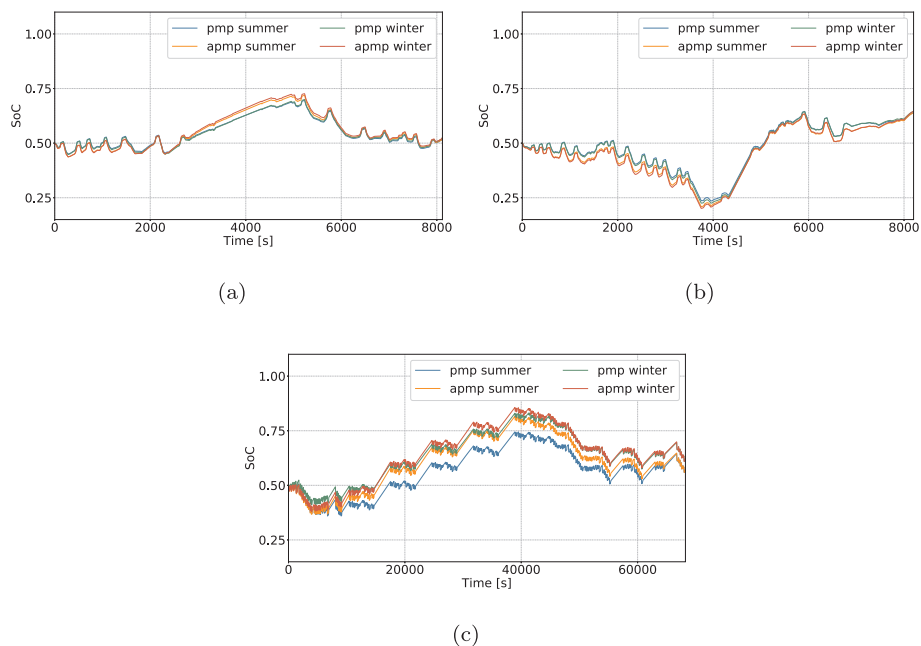 1.00
0.75
0.50
0.25
SoC
pmp summer
apmp summer
pmp winter
apmp winter
0
2000
4000
6000
8000
Time [s]
(a)
1.00
0.75
0.50
0.25
SoC
pmp summer
apmp summer
pmp winter
apmp winter
0
2000
4000
6000
8000
Time [s]
(b)
1.00
0.75
0.50
0.25
SoC
pmp summer
apmp summer
pmp winter
apmp winter
0
20000
40000
60000
Time [s]
(c)